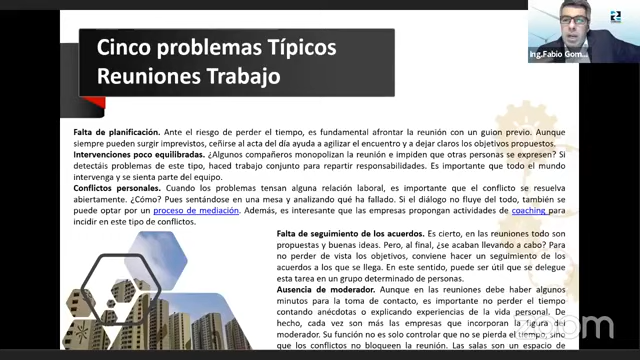 Cinco problemas Típicos
Reuniones Trabajo
ing.Fabio Gom...
Falta de planificación. Ante el riesgo de perder el tiempo, es fundamental afrontar la reunión con un guion previo. Aunque
siempre pueden surgir imprevistos, ceñirse al acta del día ayuda a agilizar el encuentro y a dejar claros los objetivos propuestos.
Intervenciones poco equilibradas. ¿Algunos compañeros monopolizan la reunión e impiden que otras personas se expresen? Si
detectáis problemas de este tipo, haced trabajo conjunto para repartir responsabilidades. Es importante que todo el mundo
intervenga y se sienta parte del equipo.
Conflictos personales. Cuando los problemas tensan alguna relación laboral, es importante que el conflicto se resuelva
abiertamente. ¿Cómo? Pues sentándose en una mesa y analizando qué ha fallado. Si el diálogo no fluye del todo, también se
puede optar por un proceso de mediación. Además, es interesante que las empresas propongan actividades de coaching para
incidir en este tipo de conflictos.
Falta de seguimiento de los acuerdos. Es cierto, en las reuniones todo son
propuestas y buenas ideas. Pero, al final, ¿se acaban llevando a cabo? Para
no perder de vista los objetivos, conviene hacer un seguimiento de los
acuerdos a los que se llega. En este sentido, puede ser útil que se delegue
esta tarea en un grupo determinado de personas.
Ausencia de moderador. Aunque en las reuniones debe haber algunos
minutos para la toma de contacto, es importante no perder el tiempo
contando anécdotas o explicando experiencias de la vida personal. De
hecho, cada vez son más las empresas que incorporan la figura del
moderador. Su función no es solo controlar que no se pierda el tiempo, sino
que los conflictos no bloqueen la reunión. Las salas son un espacio de
zoom